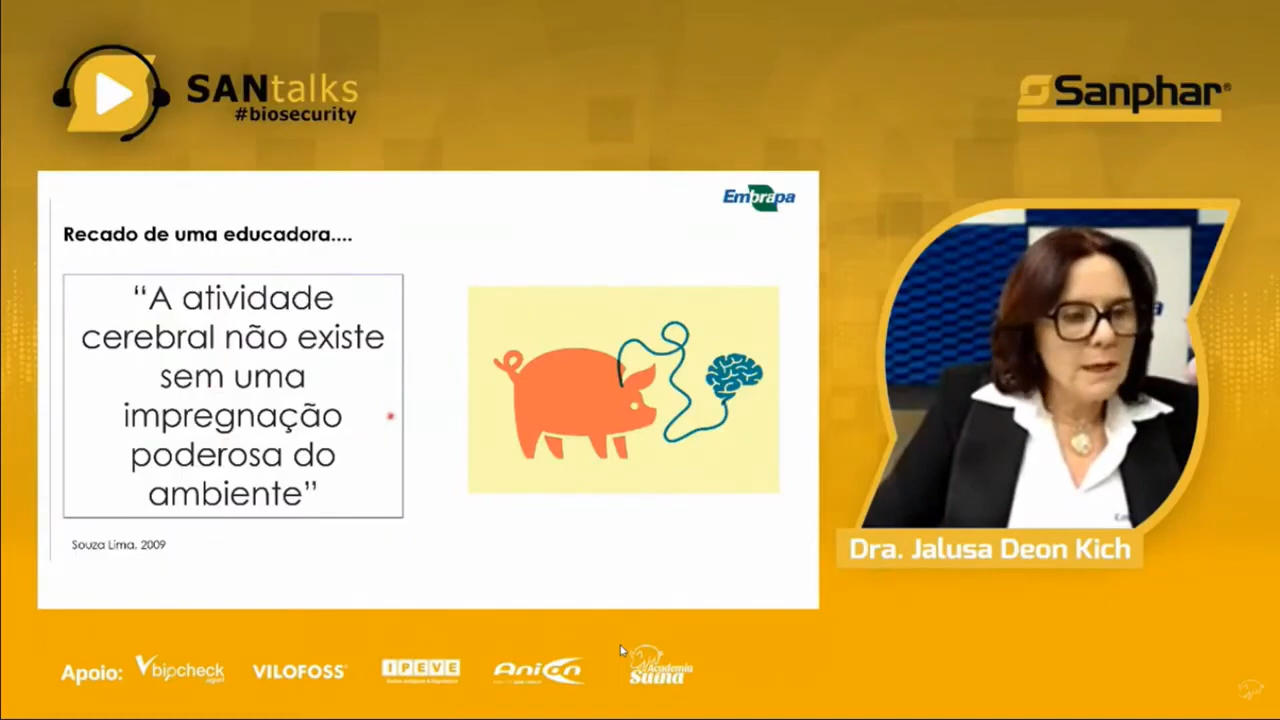 SANtalks
#biosecurity
Sanphar®
Embrapa
Recado de uma educadora....
“A atividade
cerebral não existe
sem uma
impregnação
poderosa do
ambiente”
Souza Lima, 2009
Dra. Jalusa Deon Kich
Apoio:
biocheck
VILOFOSS®
IPEVE
Anicon
Academia
Suína